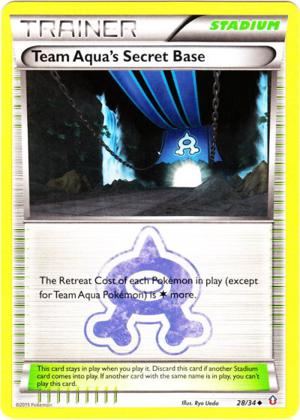 TRAINER
STADIUM
Team Aqua's Secret Base
The Retreat Cost of each Pokémon in play (except
for Team Aqua Pokémon) is more.
This card stays in play when you play it. Discard this card if another Stadium
card comes into play. If another card with the same name is in play, you can't
play this card.
©2015 Pokémon
Illus. Ryo Ueda
28/34